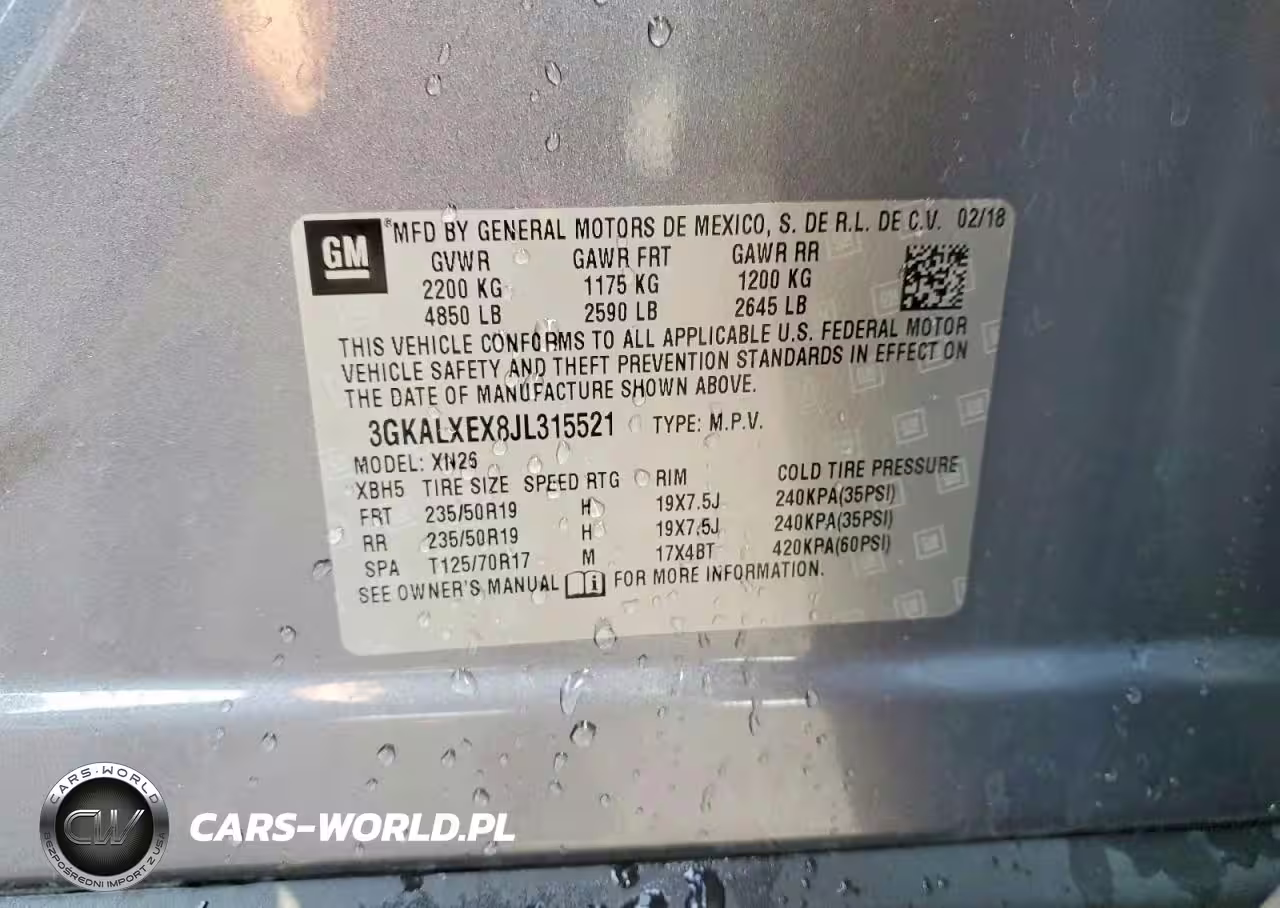 GM
®MFD BY GENERAL MOTORS DE MEXICO, S. DE R.L. DE C.V. 02/18
GVWR GAWR FRT GAWR RR
2200 KG 1175 KG 1200 KG
4850 LB 2590 LB 2645 LB
THIS VEHICLE CONFORMS TO ALL APPLICABLE U.S. FEDERAL MOTOR
VEHICLE SAFETY AND THEFT PREVENTION STANDARDS IN EFFECT ON
THE DATE OF MANUFACTURE SHOWN ABOVE.
3GKALXEX8JL315521 TYPE: M.P.V.
MODEL: XN26
XBH5 TIRE SIZE SPEED RTG RIM COLD TIRE PRESSURE
FRT 235/50R19 H 19X7.5J 240KPA(35PSI)
RR 235/50R19 H 19X7.5J 240KPA(35PSI)
SPA T125/70R17 M 17X4BT 420KPA(60PSI)
SEE OWNER'S MANUAL i FOR MORE INFORMATION.
CARS-WORLD
CW
BEZPOŚREDNI IMPORT Z USA
CARS-WORLD.PL